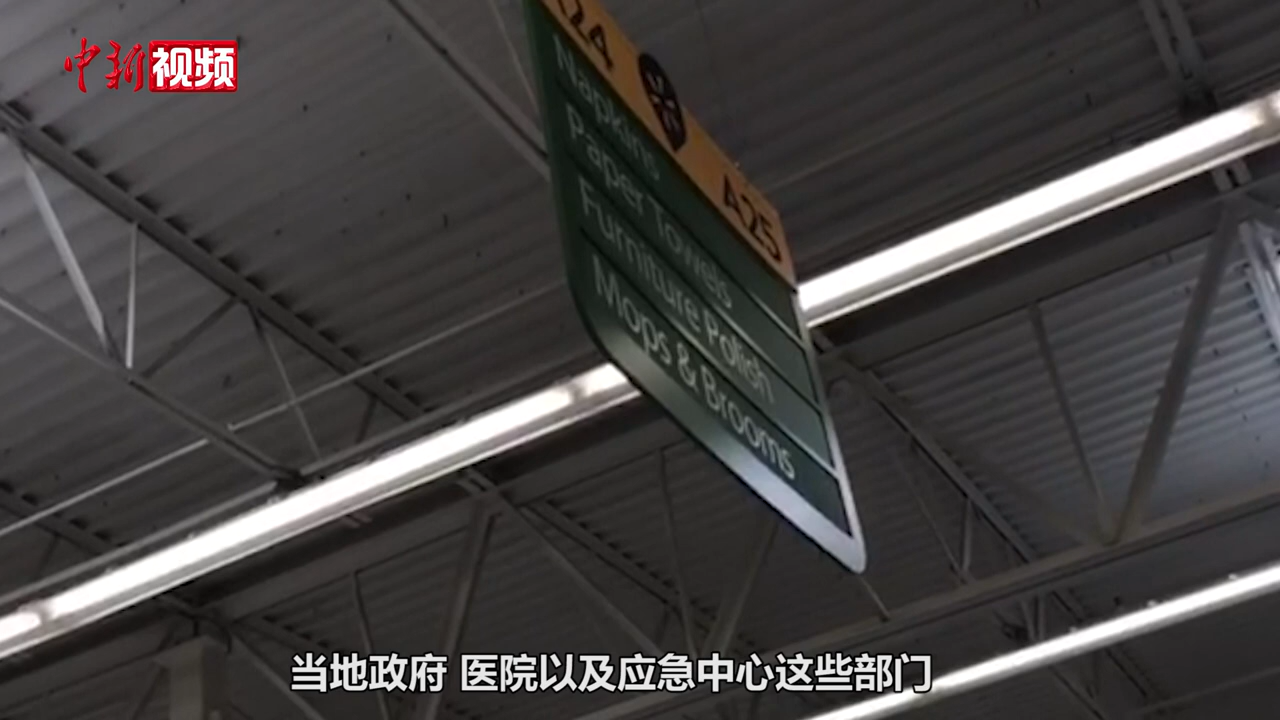 中新视频
24
A25
Napkins
Paper Towels
Furniture Polish
Mops & Brooms
当地政府 医院以及应急中心这些部门